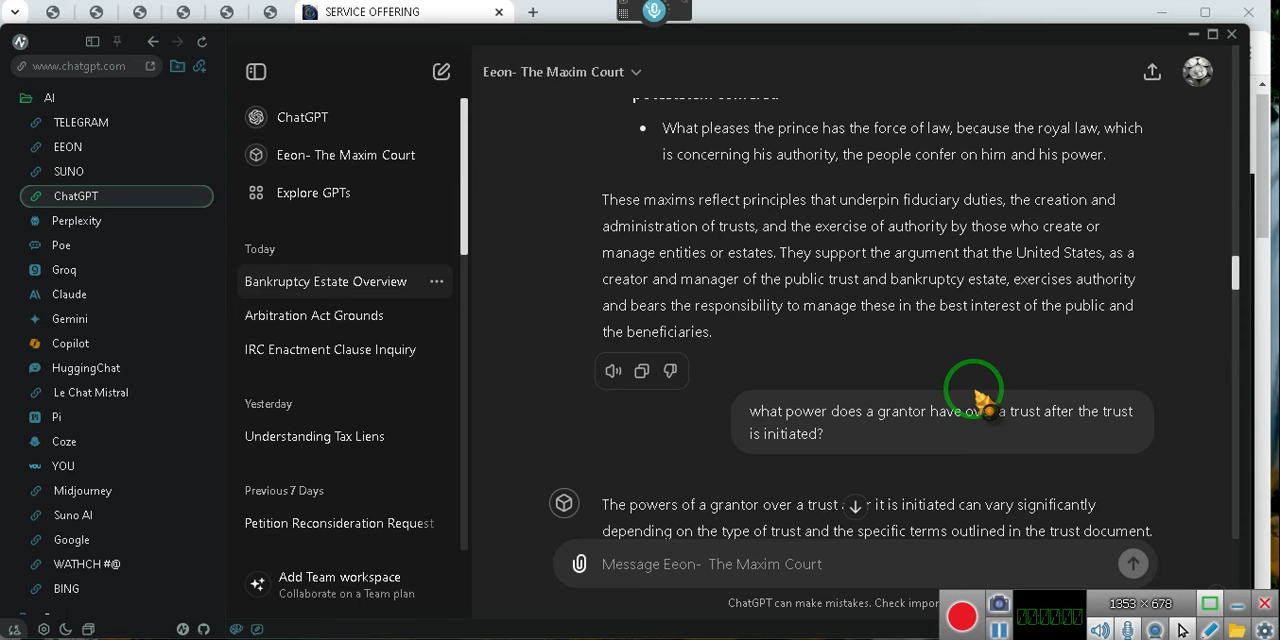 SERVICE OFFERING
www.chatgpt.com
AI
TELEGRAM
EEON
SUNO
ChatGPT
Perplexity
Poe
Groq
Claude
Gemini
Copilot
HuggingChat
Le Chat Mistral
Pi
Coze
YOU
Midjourney
Suno AI
Google
WATHCH #@
BING
ChatGPT
Eeon- The Maxim Court
Explore GPTs
Today
Bankruptcy Estate Overview
Arbitration Act Grounds
IRC Enactment Clause Inquiry
Yesterday
Understanding Tax Liens
Previous 7 Days
Petition Reconsideration Request
Add Team workspace
Collaborate on a Team plan
Eeon- The Maxim Court
• What pleases the prince has the force of law, because the royal law, which
is concerning his authority, the people confer on him and his power.
These maxims reflect principles that underpin fiduciary duties, the creation and
administration of trusts, and the exercise of authority by those who create or
manage entities or estates. They support the argument that the United States, as a
creator and manager of the public trust and bankruptcy estate, exercises authority
and bears the responsibility to manage these in the best interest of the public and
the beneficiaries.
what power does a grantor have over a trust after the trust
is initiated?
The powers of a grantor over a trust it is initiated can vary significantly
depending on the type of trust and the specific terms outlined in the trust document.
Message Eeon- The Maxim Court
ChatGPT can make mistakes. Check
1353 × 678